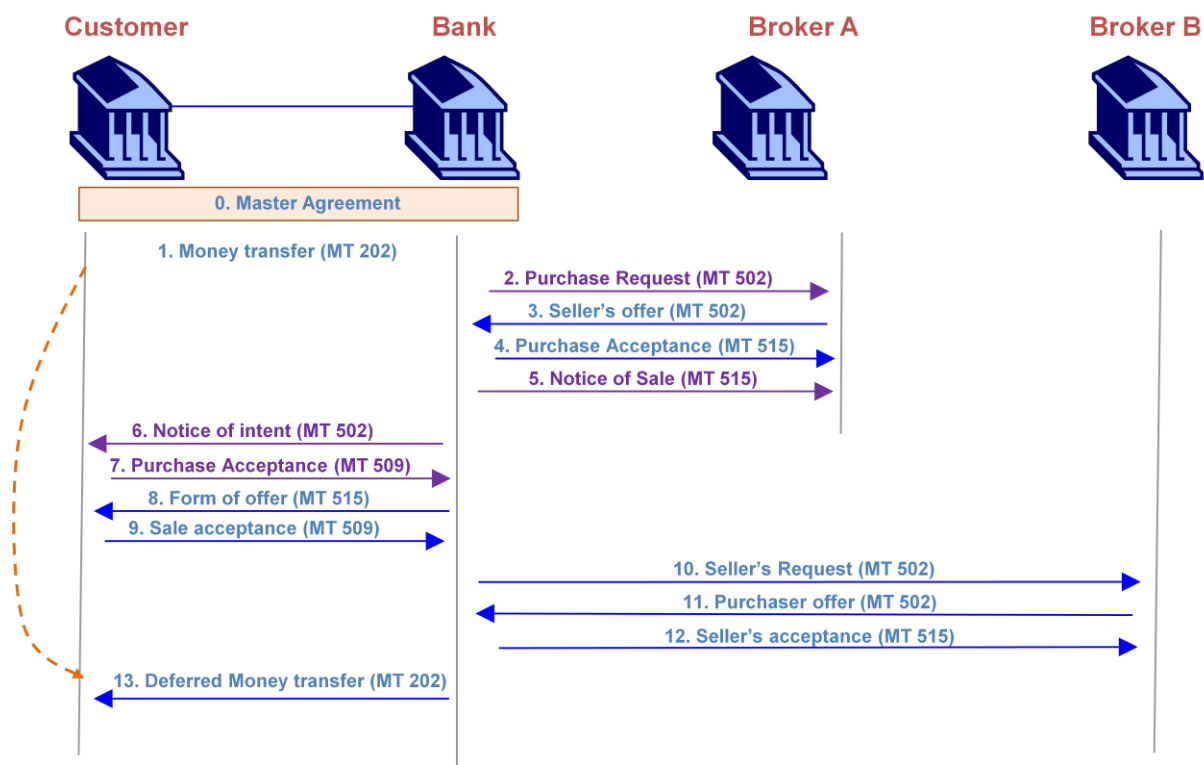 Customer
Bank
Broker A
Broker B
0. Master Agreement
1. Money transfer (MT 202)
2. Purchase Request (MT 502)
3. Seller’s offer (MT 502)
4. Purchase Acceptance (MT 515)
5. Notice of Sale (MT 515)
6. Notice of intent (MT 502)
7. Purchase Acceptance (MT 509)
8. Form of offer (MT 515)
9. Sale acceptance (MT 509)
10. Seller’s Request (MT 502)
11. Purchaser offer (MT 502)
12. Seller’s acceptance (MT 515)
13. Deferred Money transfer (MT 202)